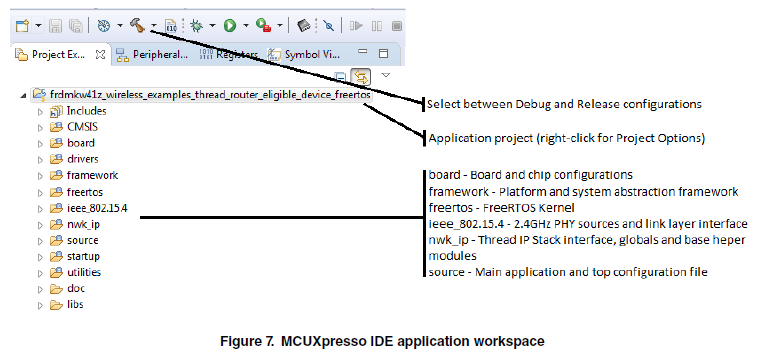 Project Ex...
Peripheral...
Registers
Symbol Vi...
frdmkw41z_wireless_examples_thread_router_eligible_device_freertos
Select between Debug and Release configurations
Includes
CMSIS
Application project (right-click for Project Options)
board
drivers
framework
freertos
ieee_802.15.4
nwk_ip
source
startup
utilities
doc
libs
board - Board and chip configurations
framework - Platform and system abstraction framework
freertos - FreeRTOS Kernel
ieee_802.15.4 - 2.4GHz PHY sources and link layer interface
nwk_ip - Thread IP Stack interface, globals and base heper
modules
source - Main application and top configuration file
Figure 7. MCUXpresso IDE application workspace